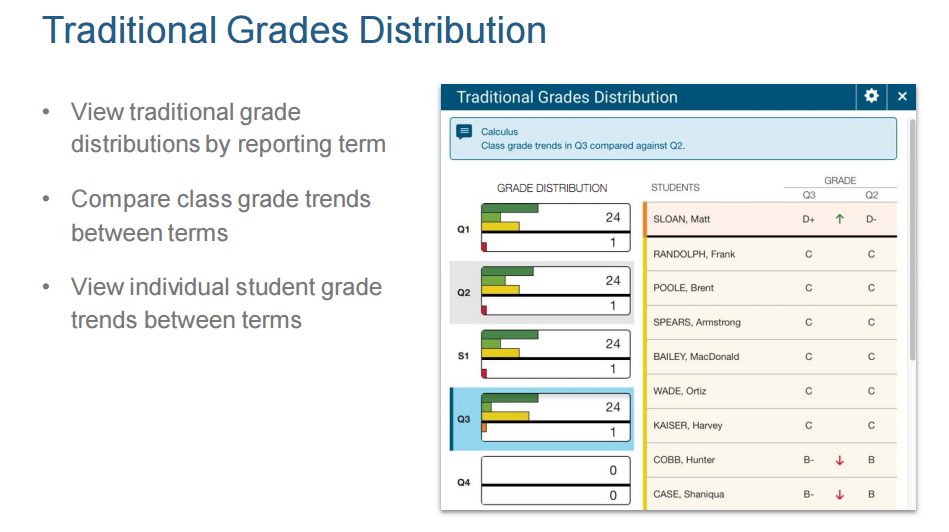 Traditional Grades Distribution
• View traditional grade
distributions by reporting term
• Compare class grade trends
between terms
• View individual student grade
trends between terms
Traditional Grades Distribution
Calculus
Class grade trends in Q3 compared against Q2.
GRADE DISTRIBUTION
Q1 24
1
Q2 24
1
S1 24
1
Q3 24
1
Q4 0
0
STUDENTS GRADE
Q3 Q2
SLOAN, Matt D+ ↑ D-
RANDOLPH, Frank C C
POOLE, Brent C C
SPEARS, Armstrong C C
BAILEY, MacDonald C C
WADE, Ortiz C C
KAISER, Harvey C C
COBB, Hunter B- ↓ B
CASE, Shaniqua B- ↓ B